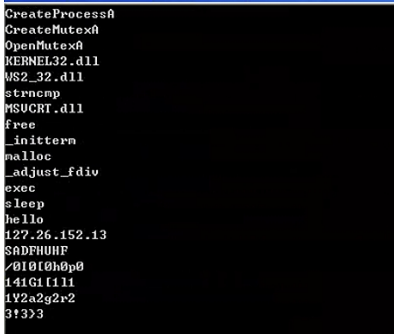 CreateProcessA
CreateMutexA
OpenMutexA
KERNEL32.dll
WS2_32.dll
strncmp
MSVCRT.dll
free
_initterm
malloc
_adjust_fdiv
exec
sleep
hello
127.26.152.13
SADFHUHF
/0I0[0h0p0
141G1[1l1
1Y2a2g2r2
3!3}3